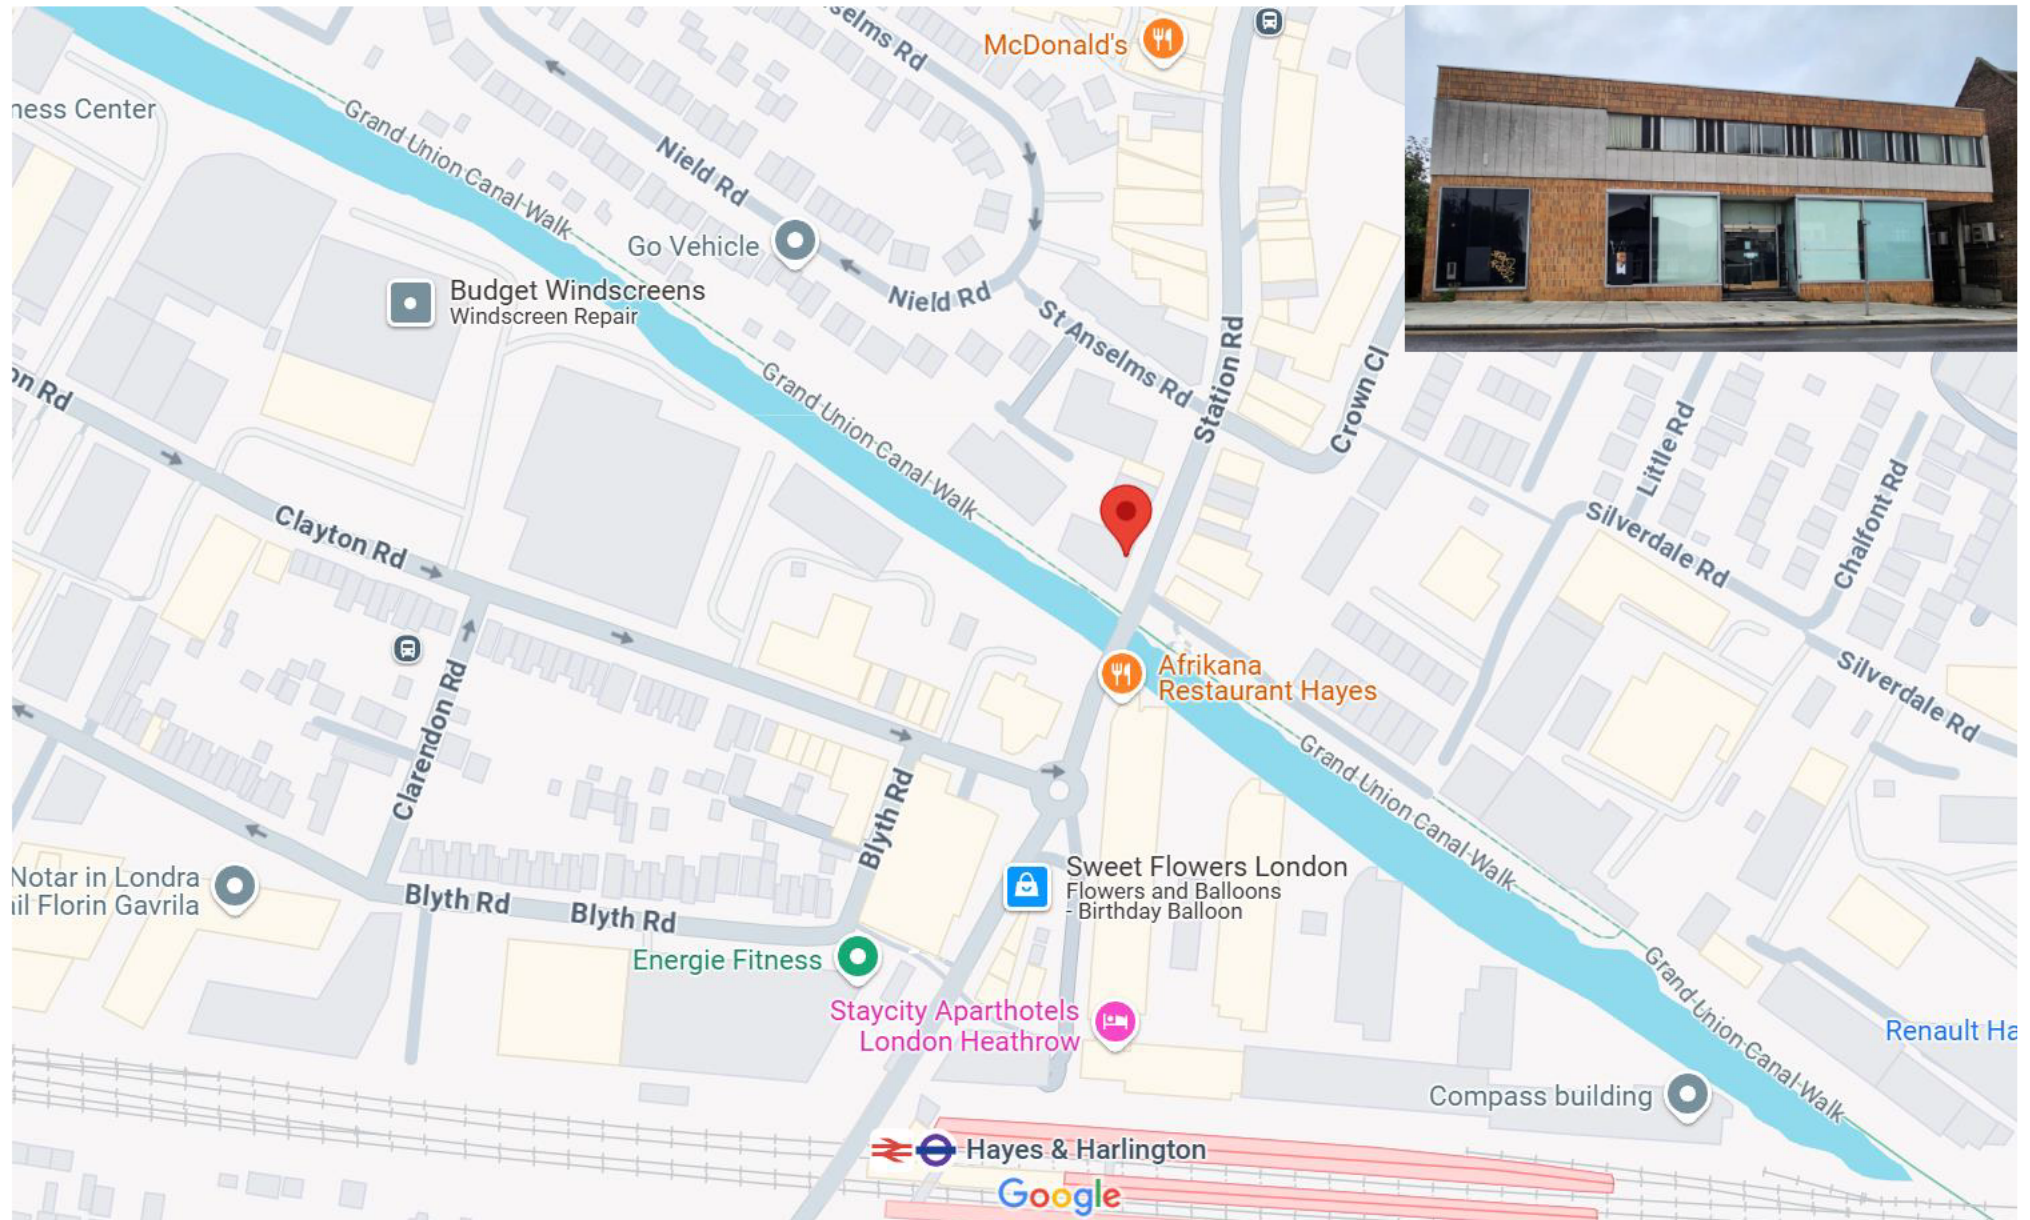 selms Rd
McDonald's
ness Center
Grand Union Canal Walk
Nield Rd
Go Vehicle
Nield Rd
Budget Windscreens
Windscreen Repair
St Anselms Rd
Station Rd
Crown Cl
on Rd
Grand Union Canal Walk
Little Rd
Chalfont Rd
Silverdale Rd
Clayton Rd
Afrikana
Restaurant Hayes
Silverdale Rd
Clarendon Rd
Grand Union Canal Walk
Blyth Rd
Sweet Flowers London
Flowers and Balloons
- Birthday Balloon
Notar in Londra
ail Florin Gavrila
Blyth Rd
Blyth Rd
Energie Fitness
Staycity Aparthotels
London Heathrow
Grand Union Canal Walk
Renault Ha
Compass building
Hayes & Harlington
Google